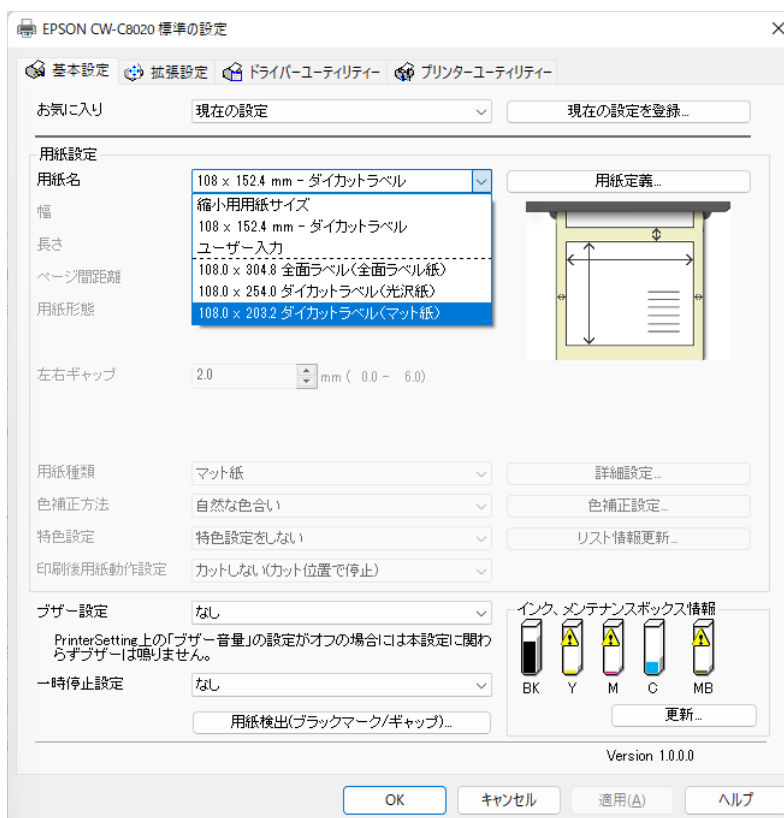 EPSON CW-C8020 標準の設定
基本設定 拡張設定 ドライバーユーティリティー プリンターユーティリティー
お気に入り 現在の設定 現在の設定を登録...
用紙設定
用紙名 108 x 152.4 mm - ダイカットラベル 用紙定義...
縮小用用紙サイズ
幅 108 x 152.4 mm - ダイカットラベル
長さ ユーザー入力
ページ間距離 108.0 x 304.8 全面ラベル(全面ラベル紙)
108.0 x 254.0 ダイカットラベル(光沢紙)
用紙形態 108.0 x 203.2 ダイカットラベル(マット紙)
左右ギャップ 2.0 mm ( 0.0 - 6.0)
用紙種類 マット紙 詳細設定...
色補正方法 自然な色合い 色補正設定...
特色設定 特色設定をしない リスト情報更新...
印刷後用紙動作設定 カットしない(カット位置で停止)
ブザー設定 なし
PrinterSetting上の「ブザー音量」の設定がオフの場合には本設定に関わ
らずブザーは鳴りません。
一時停止設定 なし
用紙検出(ブラックマーク/ギャップ)...
インク、メンテナンスボックス情報
BK Y M C MB
更新...
Version 1.0.0.0
OK キャンセル 適用(A) ヘルプ